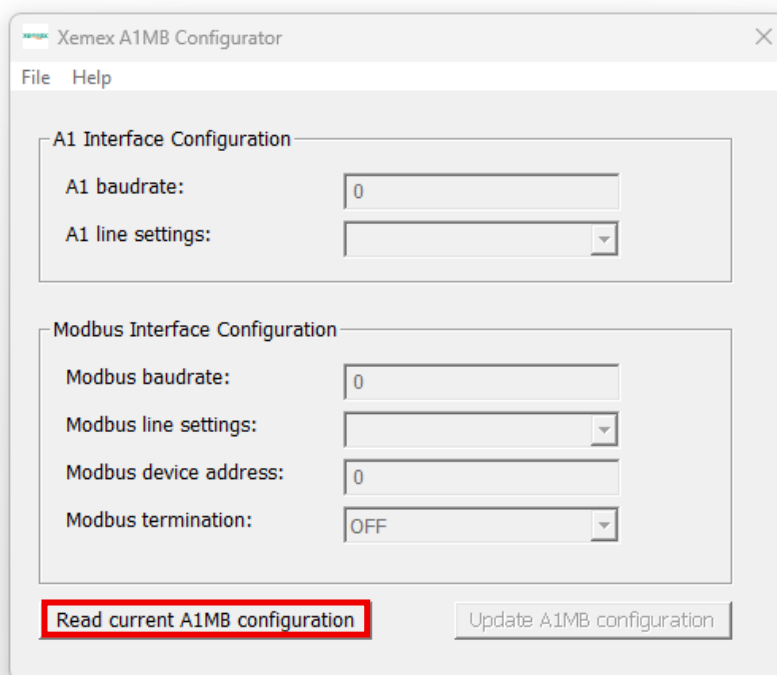 xemex Xemex A1MB Configurator
File Help
A1 Interface Configuration
A1 baudrate: 0
A1 line settings:
Modbus Interface Configuration
Modbus baudrate: 0
Modbus line settings:
Modbus device address: 0
Modbus termination: OFF
Read current A1MB configuration Update A1MB configuration